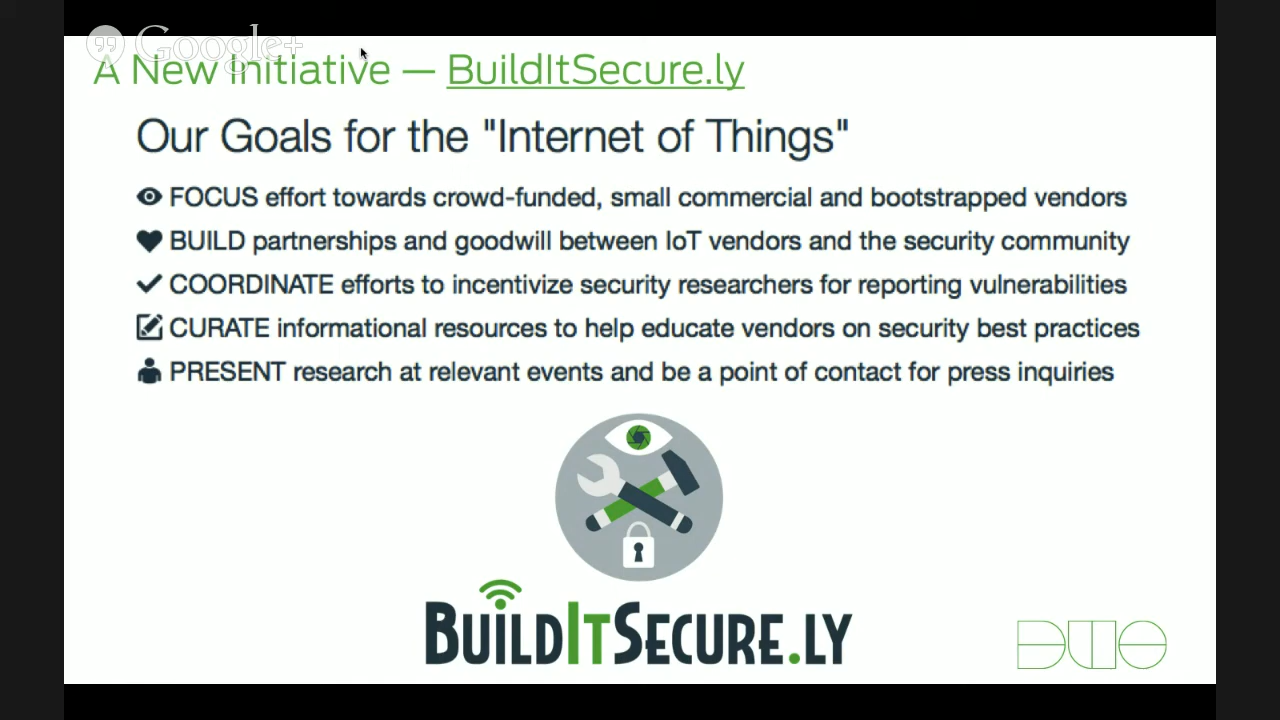 Google+
A New Initiative — BuildItSecure.ly
Our Goals for the "Internet of Things"
FOCUS effort towards crowd-funded, small commercial and bootstrapped vendors
BUILD partnerships and goodwill between IoT vendors and the security community
COORDINATE efforts to incentivize security researchers for reporting vulnerabilities
CURATE informational resources to help educate vendors on security best practices
PRESENT research at relevant events and be a point of contact for press inquiries
BUILDITSECURE.LY
DUO